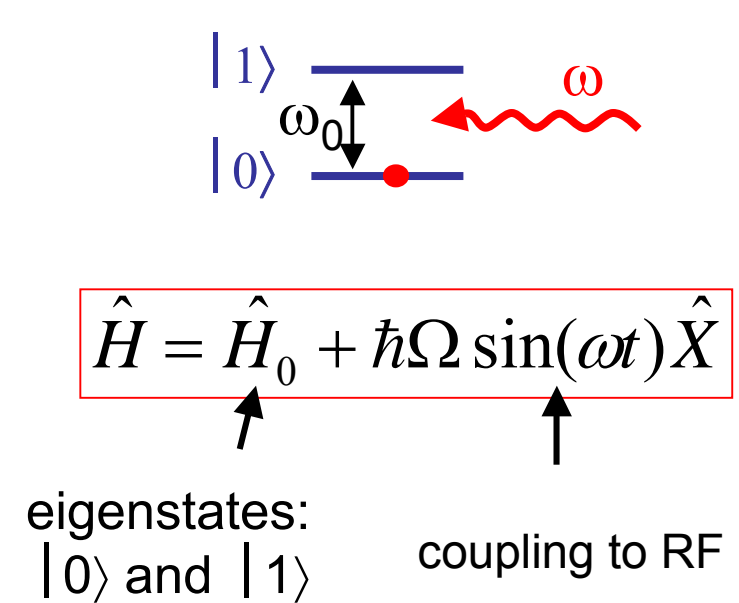 |1⟩
ω
ω₀
|0⟩
Ĥ = Ĥ₀ + ħΩ sin(ωt)X̂
eigenstates:
|0⟩ and |1⟩
coupling to RF